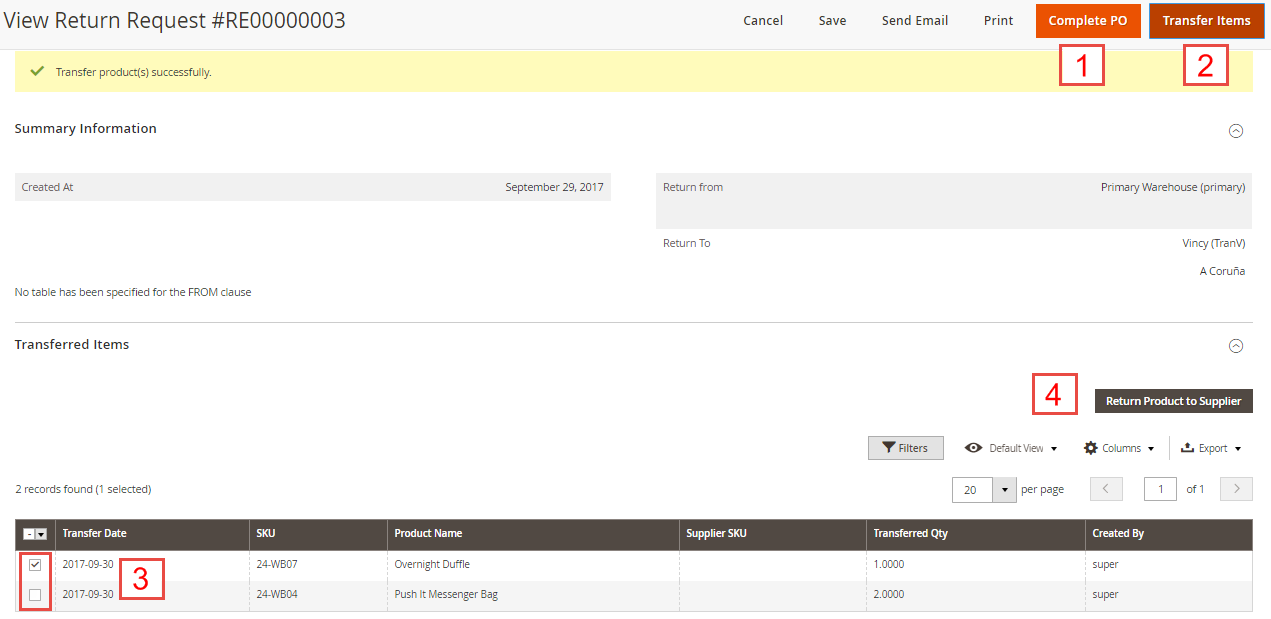 View Return Request #RE00000003 Cancel Save Send Email Print Complete PO Transfer Items
1 2
Transfer product(s) successfully.
Summary Information
Created At September 29, 2017 Return from Primary Warehouse (primary)
Return To Vincy (TranV)
A Coruña
No table has been specified for the FROM clause
Transferred Items
4 Return Product to Supplier
Filters Default View Columns Export
2 records found (1 selected) 20 per page 1 of 1
Transfer Date SKU Product Name Supplier SKU Transferred Qty Created By
2017-09-30 24-WB07 Overnight Duffle 1.0000 super
3
2017-09-30 24-WB04 Push It Messenger Bag 2.0000 super